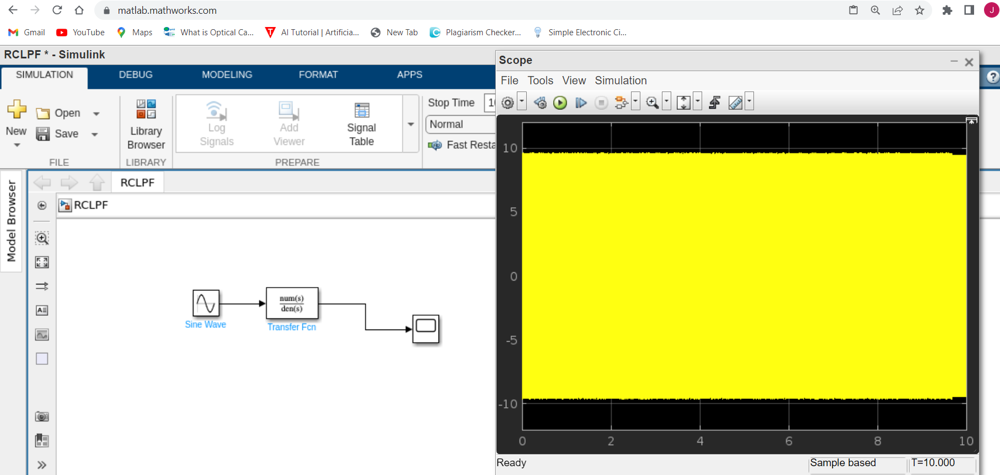 matlab.mathworks.com
J
Gmail YouTube Maps What is Optical Ca... AI Tutorial | Artificia... New Tab Plagiarism Checker... Simple Electronic Ci...
RCLPF * - Simulink
SIMULATION DEBUG MODELING FORMAT APPS
New
Open
Save
FILE
Library
Browser
LIBRARY
Log
Signals
Add
Viewer
Signal
Table
PREPARE
Stop Time
Normal
Fast Resta
Model Browser
RCLPF
RCLPF
num(s)
den(s)
Sine Wave
Transfer Fcn
Scope
File Tools View Simulation
10
5
0
-5
-10
0 2 4 6 8 10
Ready Sample based T=10.000